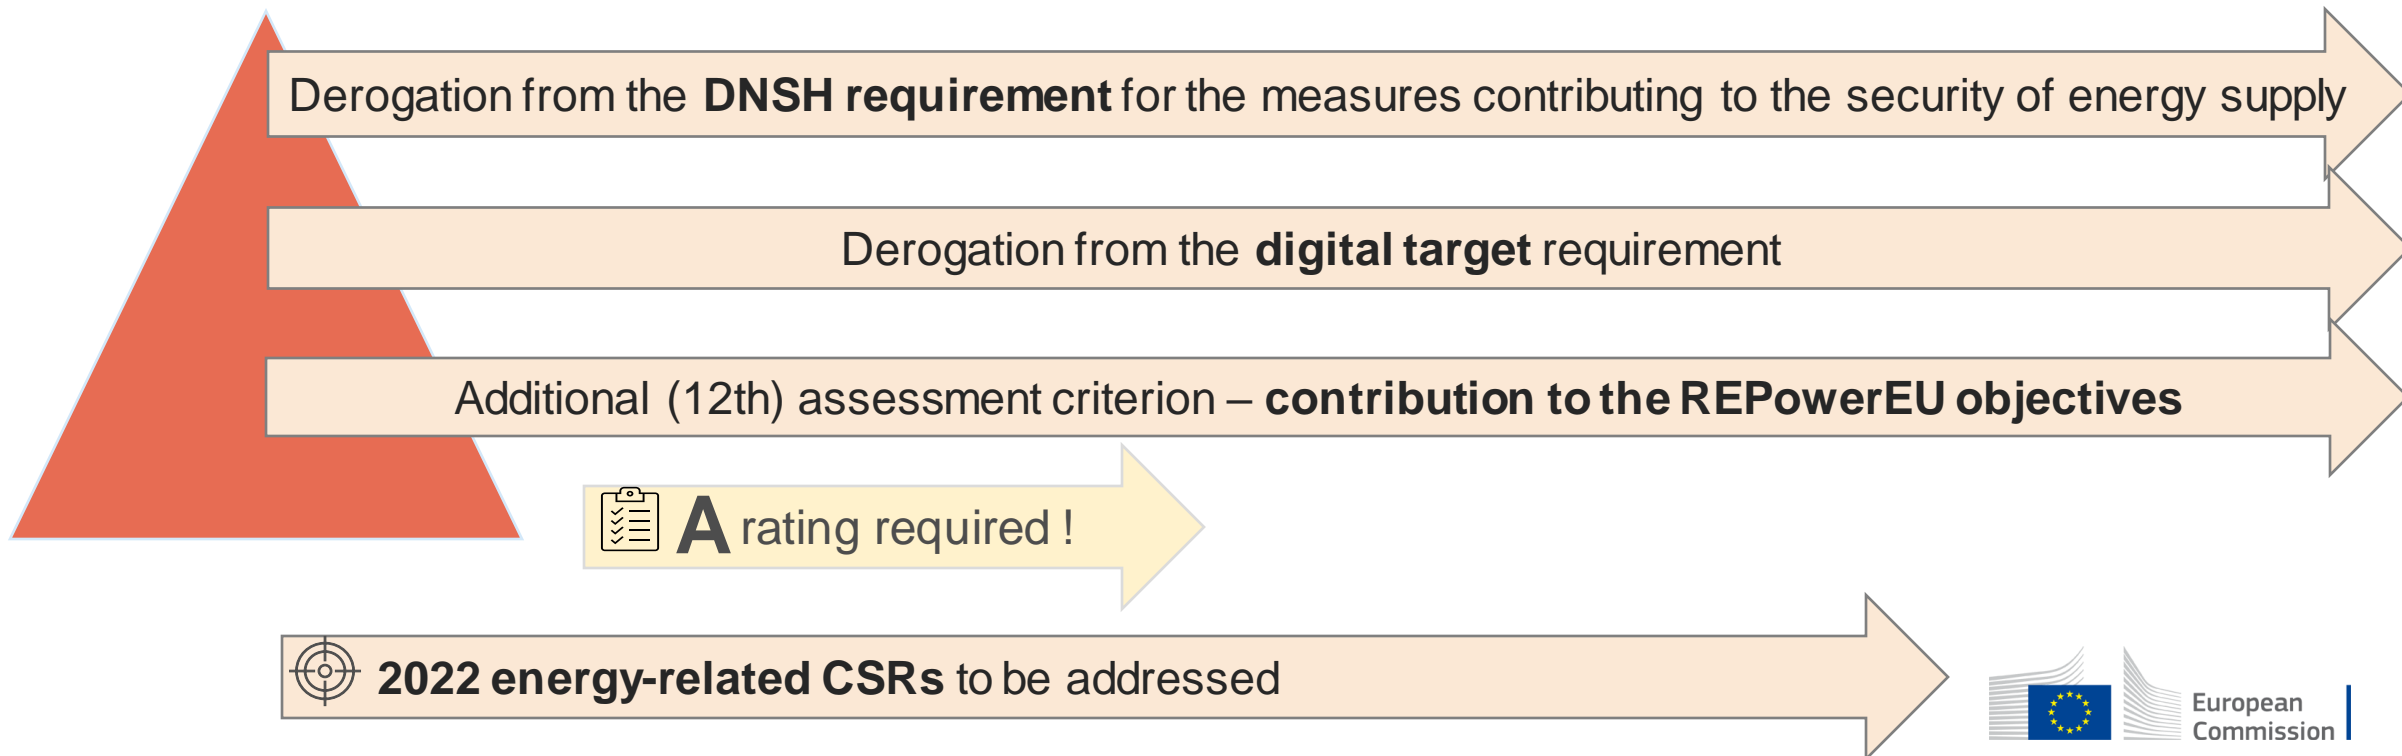 Derogation from the DNSH requirement for the measures contributing to the security of energy supply
Derogation from the digital target requirement
Additional (12th) assessment criterion – contribution to the REPowerEU objectives
A rating required !
2022 energy-related CSRs to be addressed
European
Commission